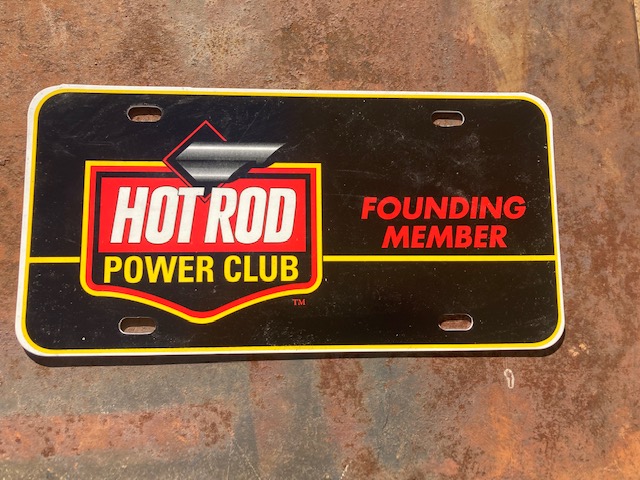 HOT ROD
POWER CLUB
TM
FOUNDING
MEMBER